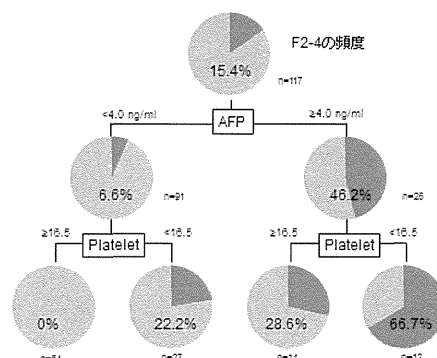 F2-4の頻度
15.4%
n=117
<4.0 ng/ml
≥4.0 ng/ml
AFP
6.6%
n=91
46.2%
n=26
≥16.5
<16.5
≥16.5
<16.5
Platelet
Platelet
0%
22.2%
28.6%
66.7%
n=27